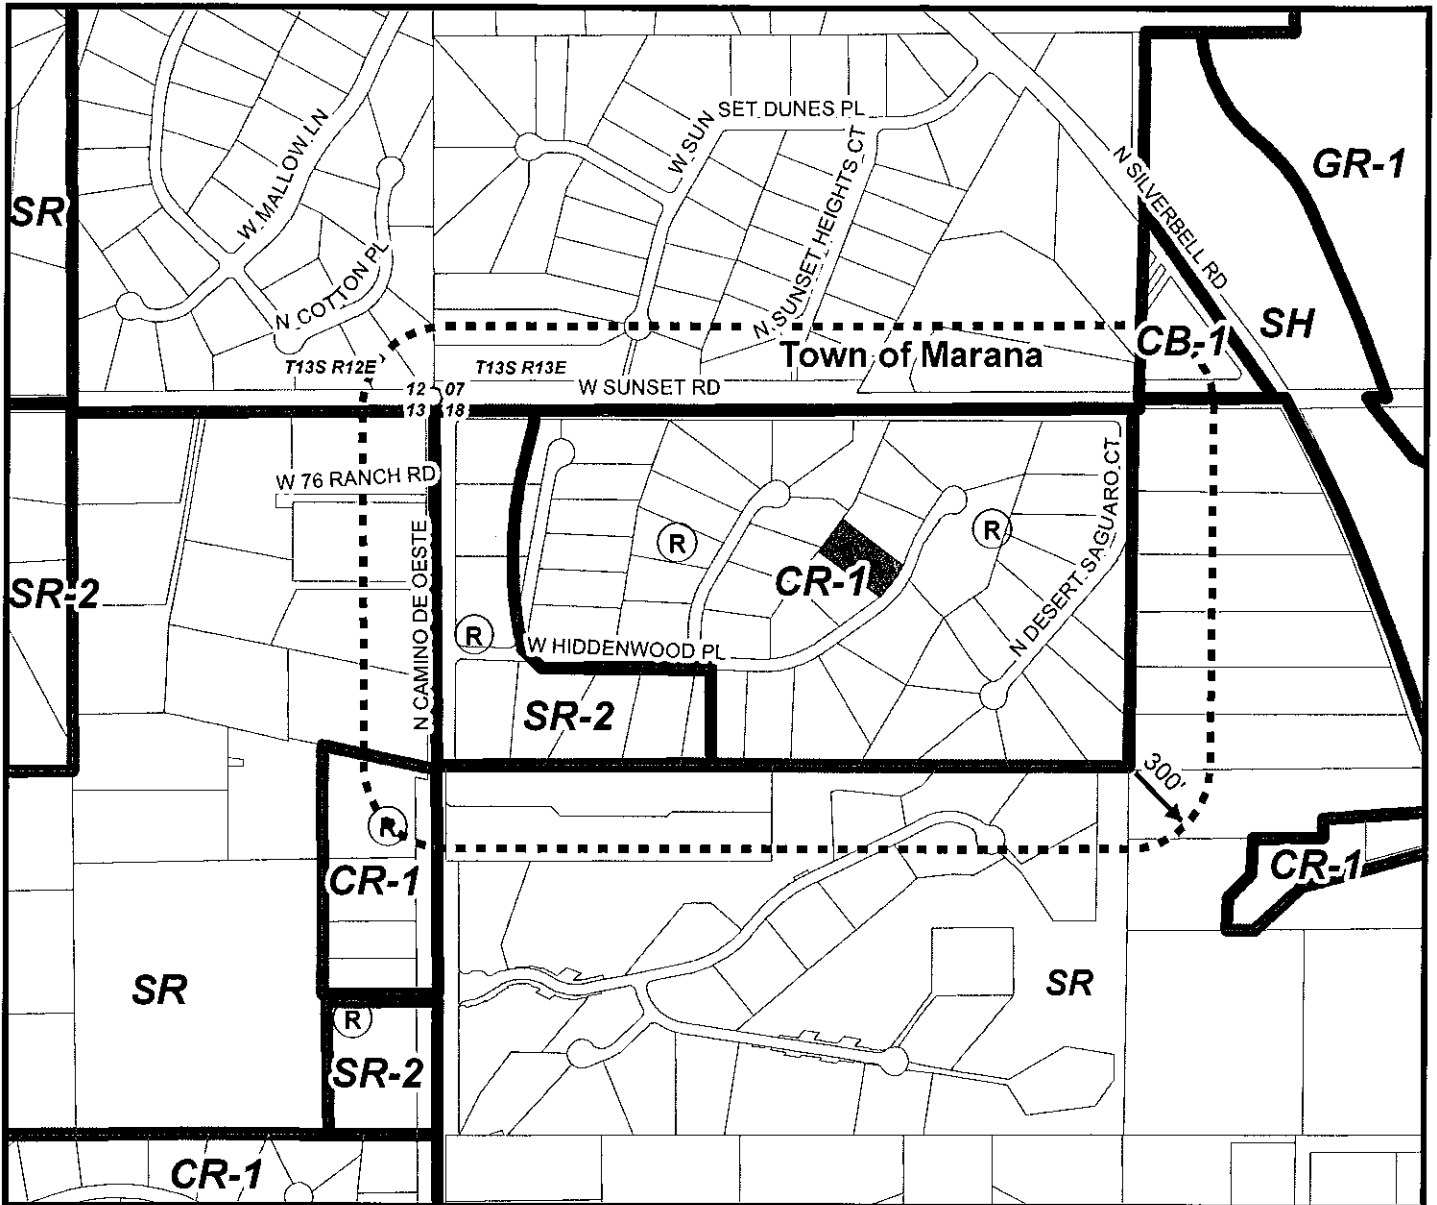 SET DUNES PL
W SUN
W MALLOW LN
N SUNSET HEIGHTS CT
N SILVERBELL RD
GR-1
SR
N COTTON PL
SH
CB-1
Town of Marana
T13S R12E
T13S R13E
12 07
W SUNSET RD
13 18
W 76 RANCH RD
N DESERT SAGUARO CT
R
R
N CAMINO DE OESTE
CR-1
SR-2
R
W HIDDENWOOD PL
SR-2
300'
R
CR-1
CR-1
SR
SR
R
SR-2
CR-1